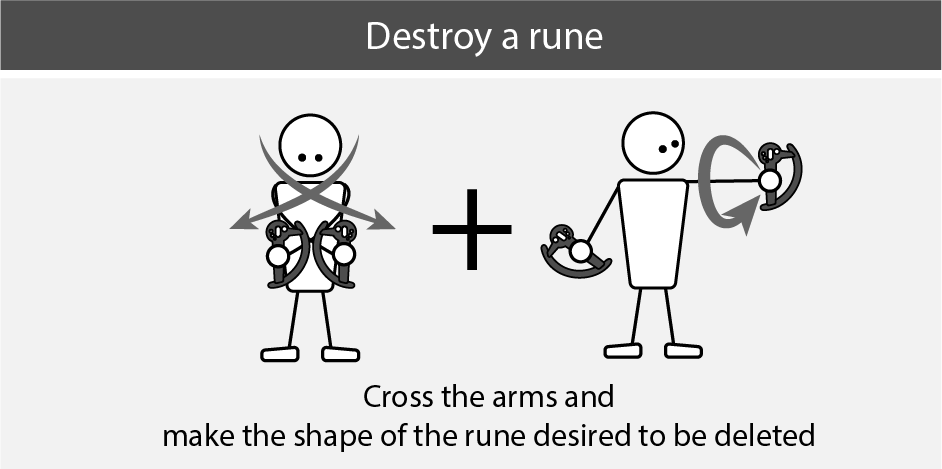 Destroy a rune
Cross the arms and
make the shape of the rune desired to be deleted